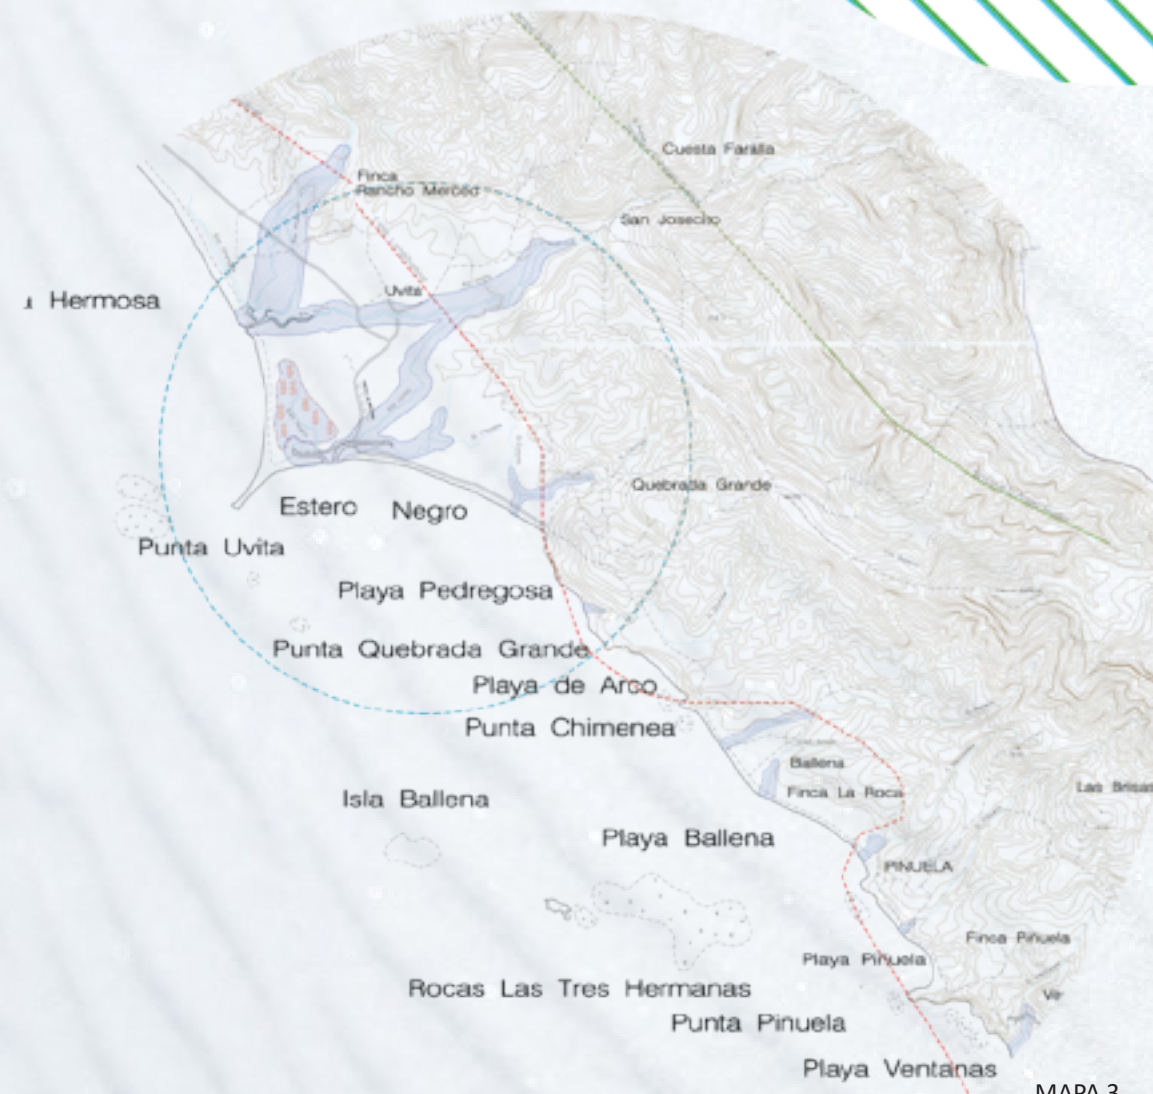 Cuesta Faralla
Finca
Rancho Merced
San Josecito
Uvita
Hermosa
Quebrada Grande
Estero Negro
Punta Uvita
Playa Pedregosa
Punta Quebrada Grande
Playa de Arco
Punta Chimenea
Ballena
Las Brisas
Finca La Roca
Isla Ballena
Playa Ballena
PINUELA
Finca Piñuela
Playa Piñuela
Rocas Las Tres Hermanas
Punta Pinuela
Playa Ventanas
MAPA 3